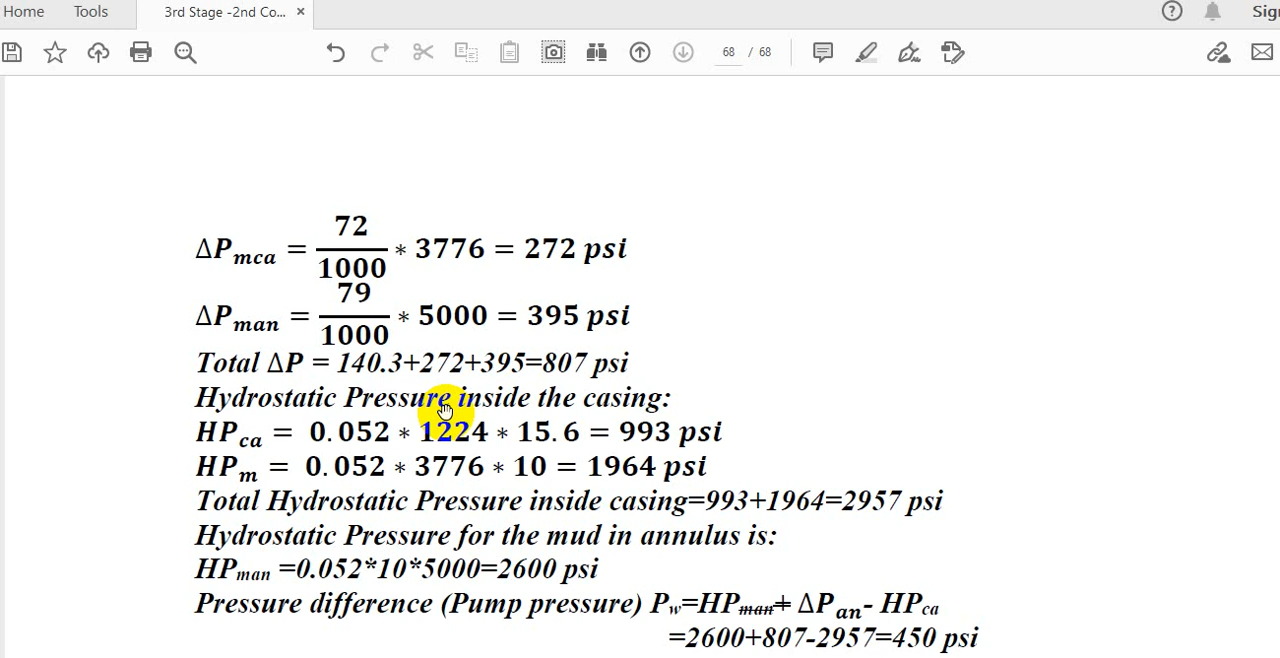 Home Tools 3rd Stage -2nd Co... × Sig
68 / 68
ΔP_mca = 72/1000 * 3776 = 272 psi
ΔP_man = 79/1000 * 5000 = 395 psi
Total ΔP = 140.3+272+395=807 psi
Hydrostatic Pressure inside the casing:
HP_ca = 0.052 * 1224 * 15.6 = 993 psi
HP_m = 0.052 * 3776 * 10 = 1964 psi
Total Hydrostatic Pressure inside casing=993+1964=2957 psi
Hydrostatic Pressure for the mud in annulus is:
HP_man =0.052*10*5000=2600 psi
Pressure difference (Pump pressure) P_w=HP_man+ ΔP_an- HP_ca
=2600+807-2957=450 psi